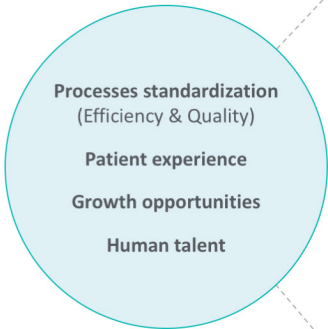 Processes standardization
(Efficiency & Quality)
Patient experience
Growth opportunities
Human talent